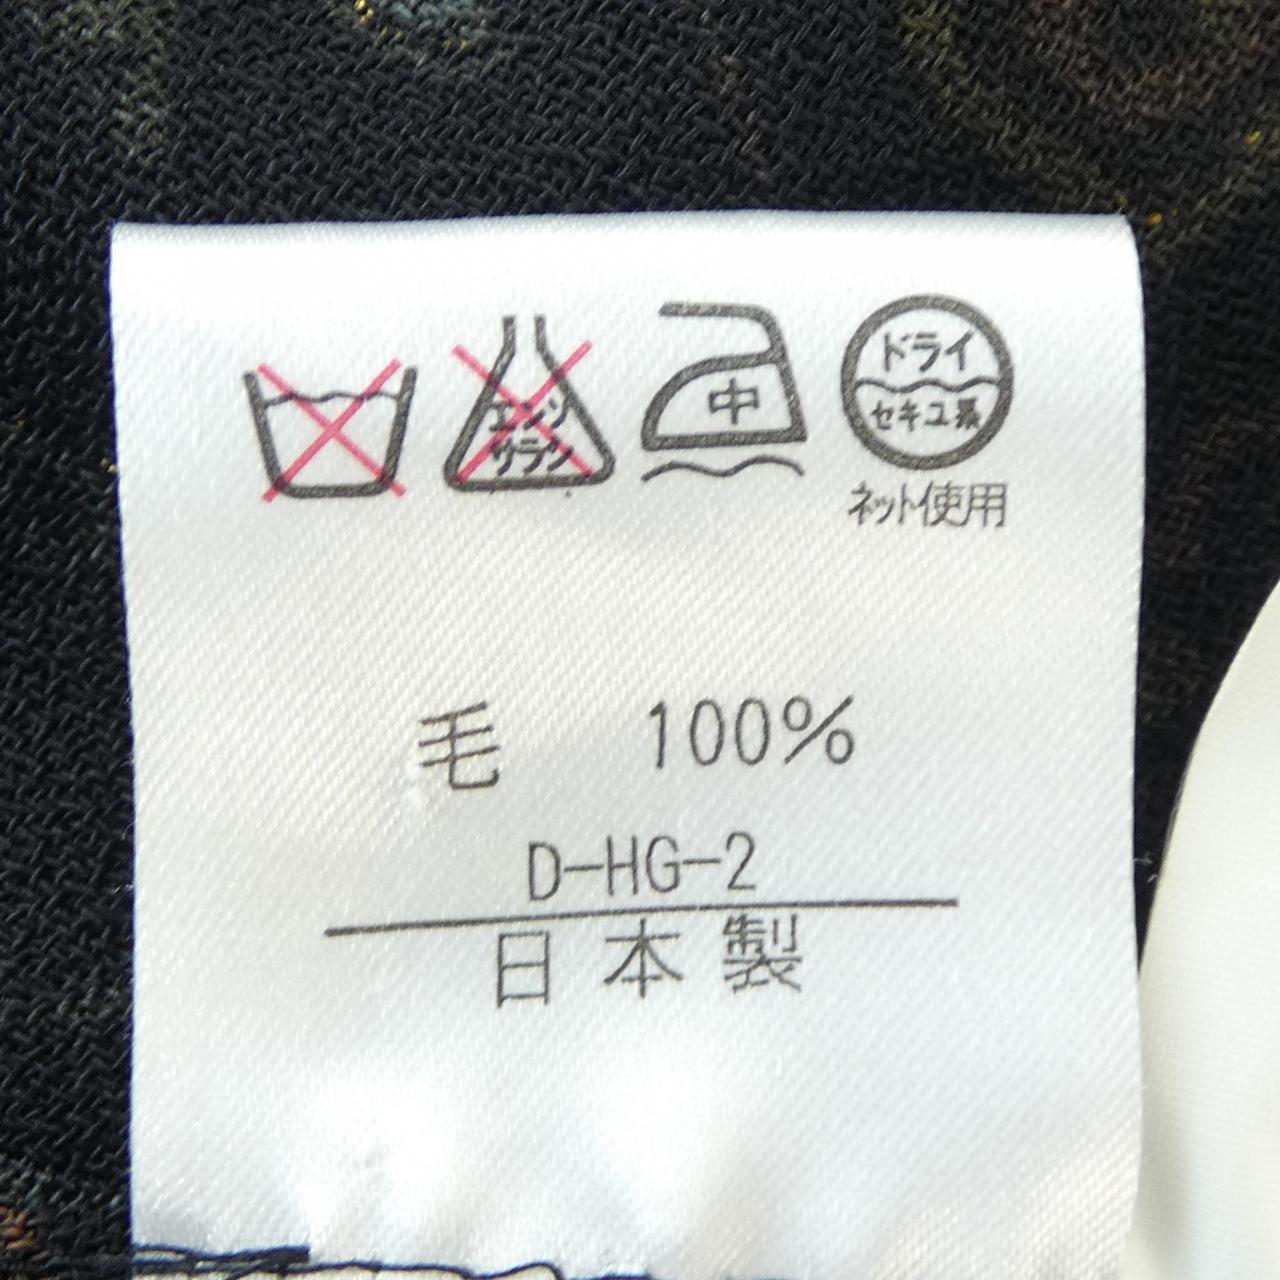 エンソ
サラシ
中
ドライ
セキユ系
ネット使用
毛 100%
D-HG-2
日本製